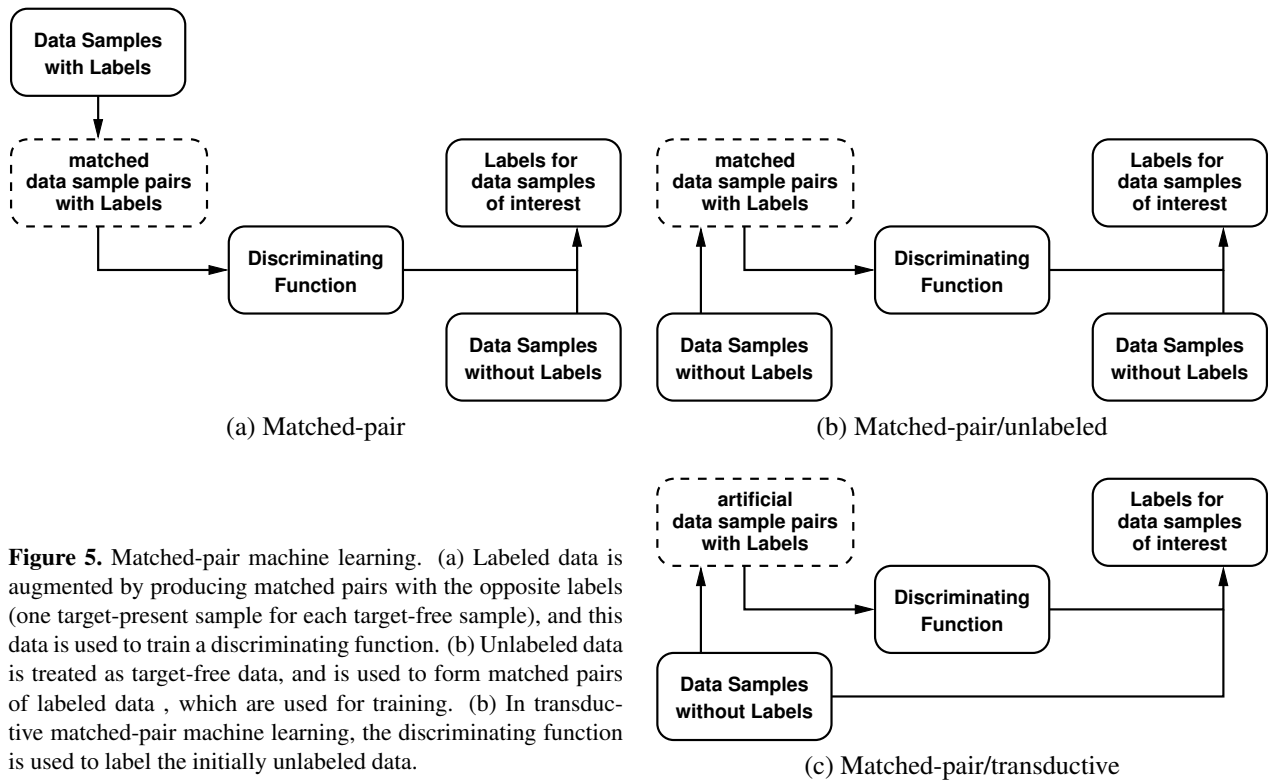 Data Samples
with Labels
matched
data sample pairs
with Labels
Discriminating
Function
Labels for
data samples
of interest
Data Samples
without Labels
(a) Matched-pair
matched
data sample pairs
with Labels
Discriminating
Function
Labels for
data samples
of interest
Data Samples
without Labels
Data Samples
without Labels
(b) Matched-pair/unlabeled
Figure 5. Matched-pair machine learning. (a) Labeled data is
augmented by producing matched pairs with the opposite labels
(one target-present sample for each target-free sample), and this
data is used to train a discriminating function. (b) Unlabeled data
is treated as target-free data, and is used to form matched pairs
of labeled data , which are used for training. (b) In transduc-
tive matched-pair machine learning, the discriminating function
is used to label the initially unlabeled data.
artificial
data sample pairs
with Labels
Discriminating
Function
Labels for
data samples
of interest
Data Samples
without Labels
(c) Matched-pair/transductive